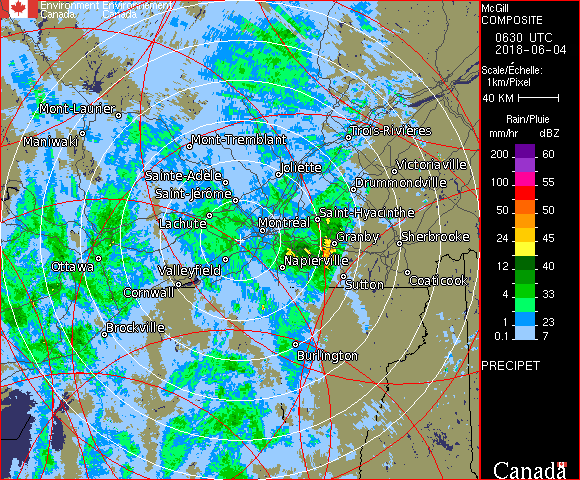 Environment Environnement
Canada Canada
Mont-Laurier
Maniwaki
Mont-Tremblant
Trois-Rivières
Joliette
Victoriaville
Sainte-Adèle
Drummondville
Saint-Jérôme
Lachute
Saint-Hyacinthe
Montréal
Granby
Sherbrooke
Ottawa
Valleyfield
Napierville
Sutton
Coaticook
Cornwall
Brockville
Burlington
McGill
COMPOSITE
0630 UTC
2018-06-04
Scale/Échelle:
1km/Pixel
40 KM
Rain/Pluie
mm/hr dBZ
200 60
100 55
50 50
24 45
12 40
4 33
1 23
0.1 7
PRECIPET
Canada